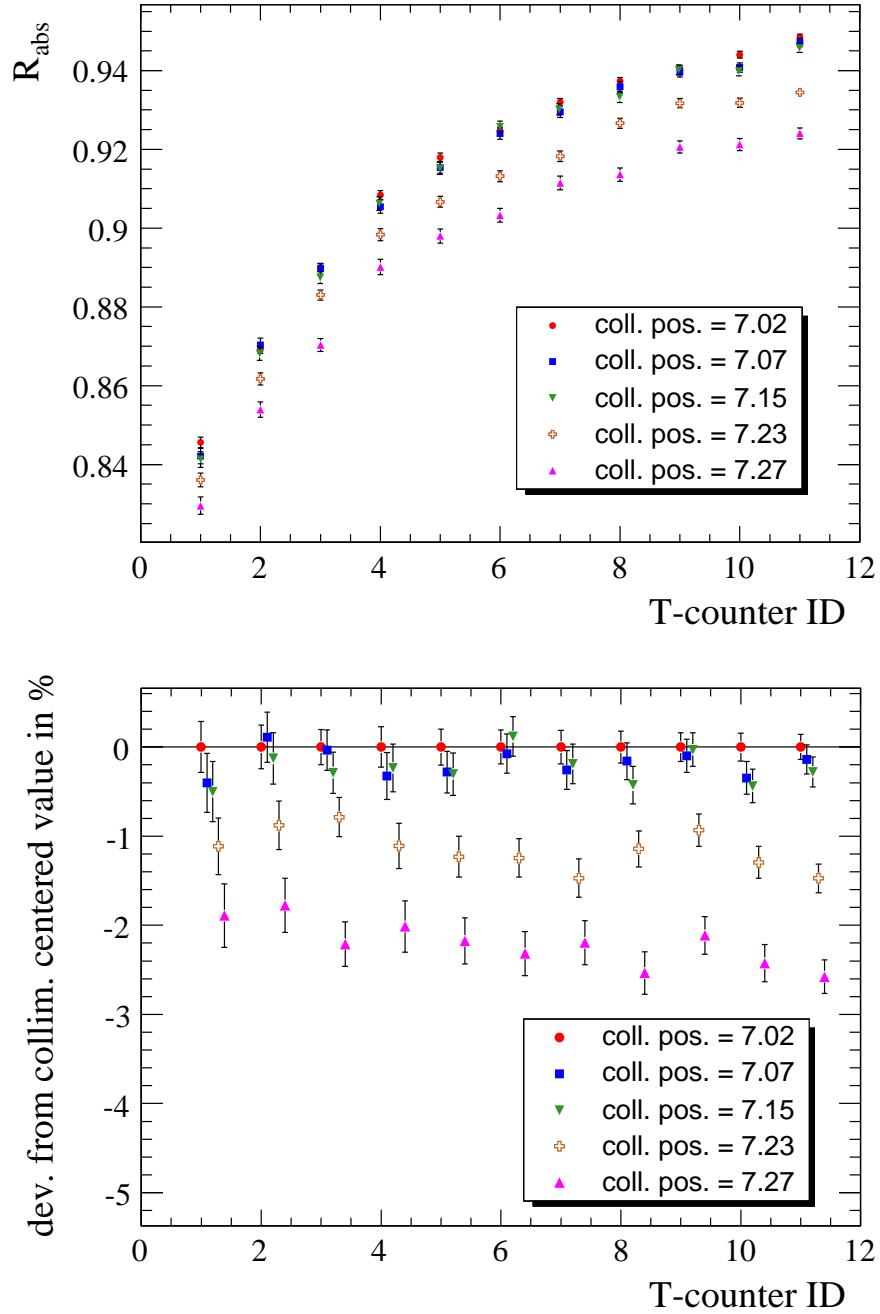 R_abs
0.94
0.92
0.9
0.88
0.86
0.84
coll. pos. = 7.02
coll. pos. = 7.07
coll. pos. = 7.15
coll. pos. = 7.23
coll. pos. = 7.27
0 2 4 6 8 10 12
T-counter ID
dev. from collim. centered value in %
0
-1
-2
-3
-4
-5
coll. pos. = 7.02
coll. pos. = 7.07
coll. pos. = 7.15
coll. pos. = 7.23
coll. pos. = 7.27
0 2 4 6 8 10 12
T-counter ID